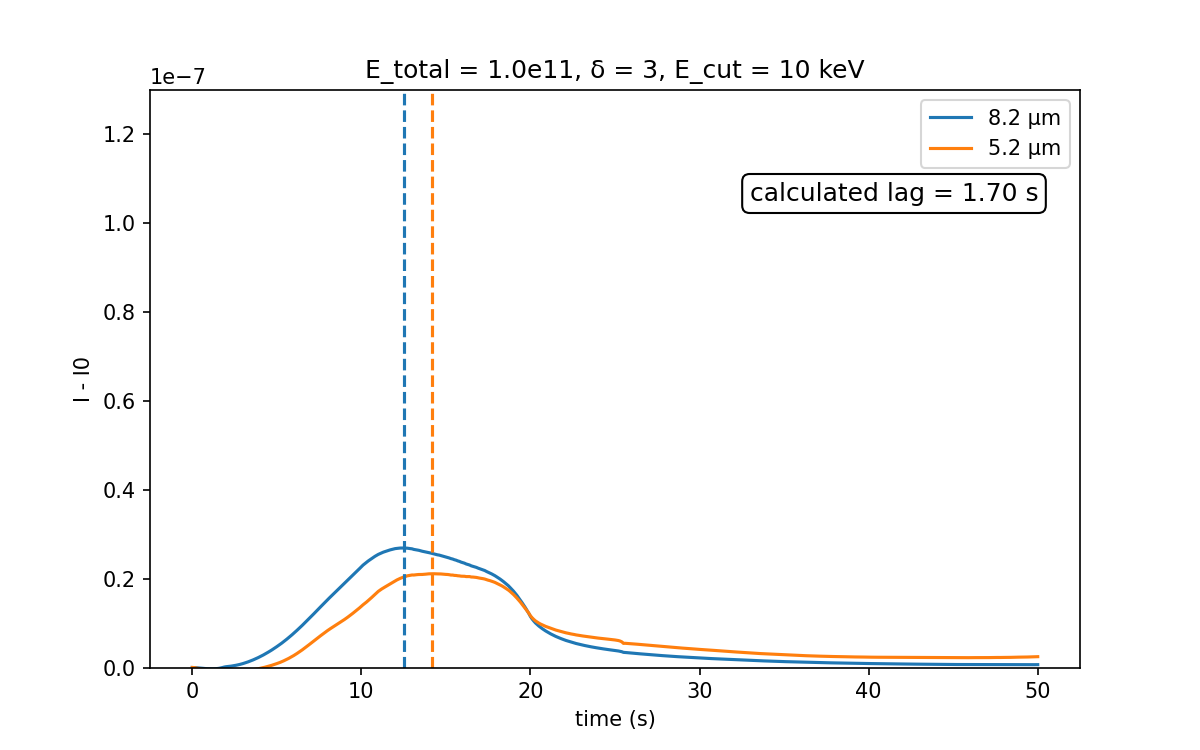 E_total = 1.0e11, δ = 3, E_cut = 10 keV
1e−7
8.2 μm
5.2 μm
calculated lag = 1.70 s
1.2
1.0
0.8
0.6
0.4
0.2
0.0
I - I0
0 10 20 30 40 50
time (s)